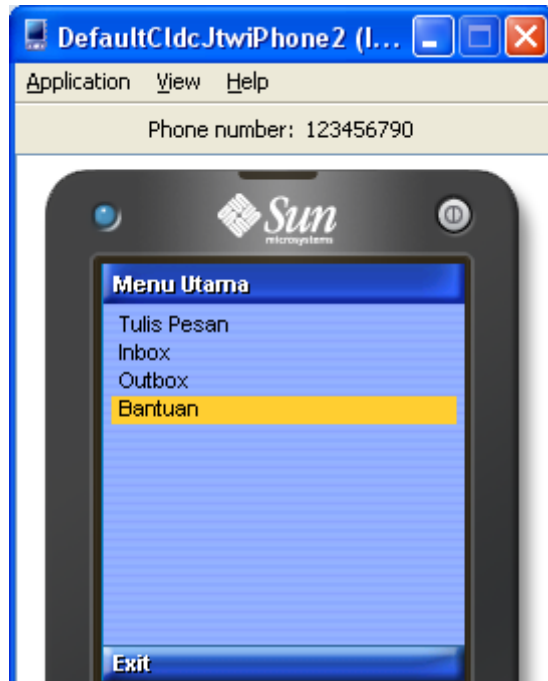 DefaultCldcJtwiPhone2 (I...
Application View Help
Phone number: 123456790
Sun
microsystems
Menu Utama
Tulis Pesan
Inbox
Outbox
Bantuan
Exit